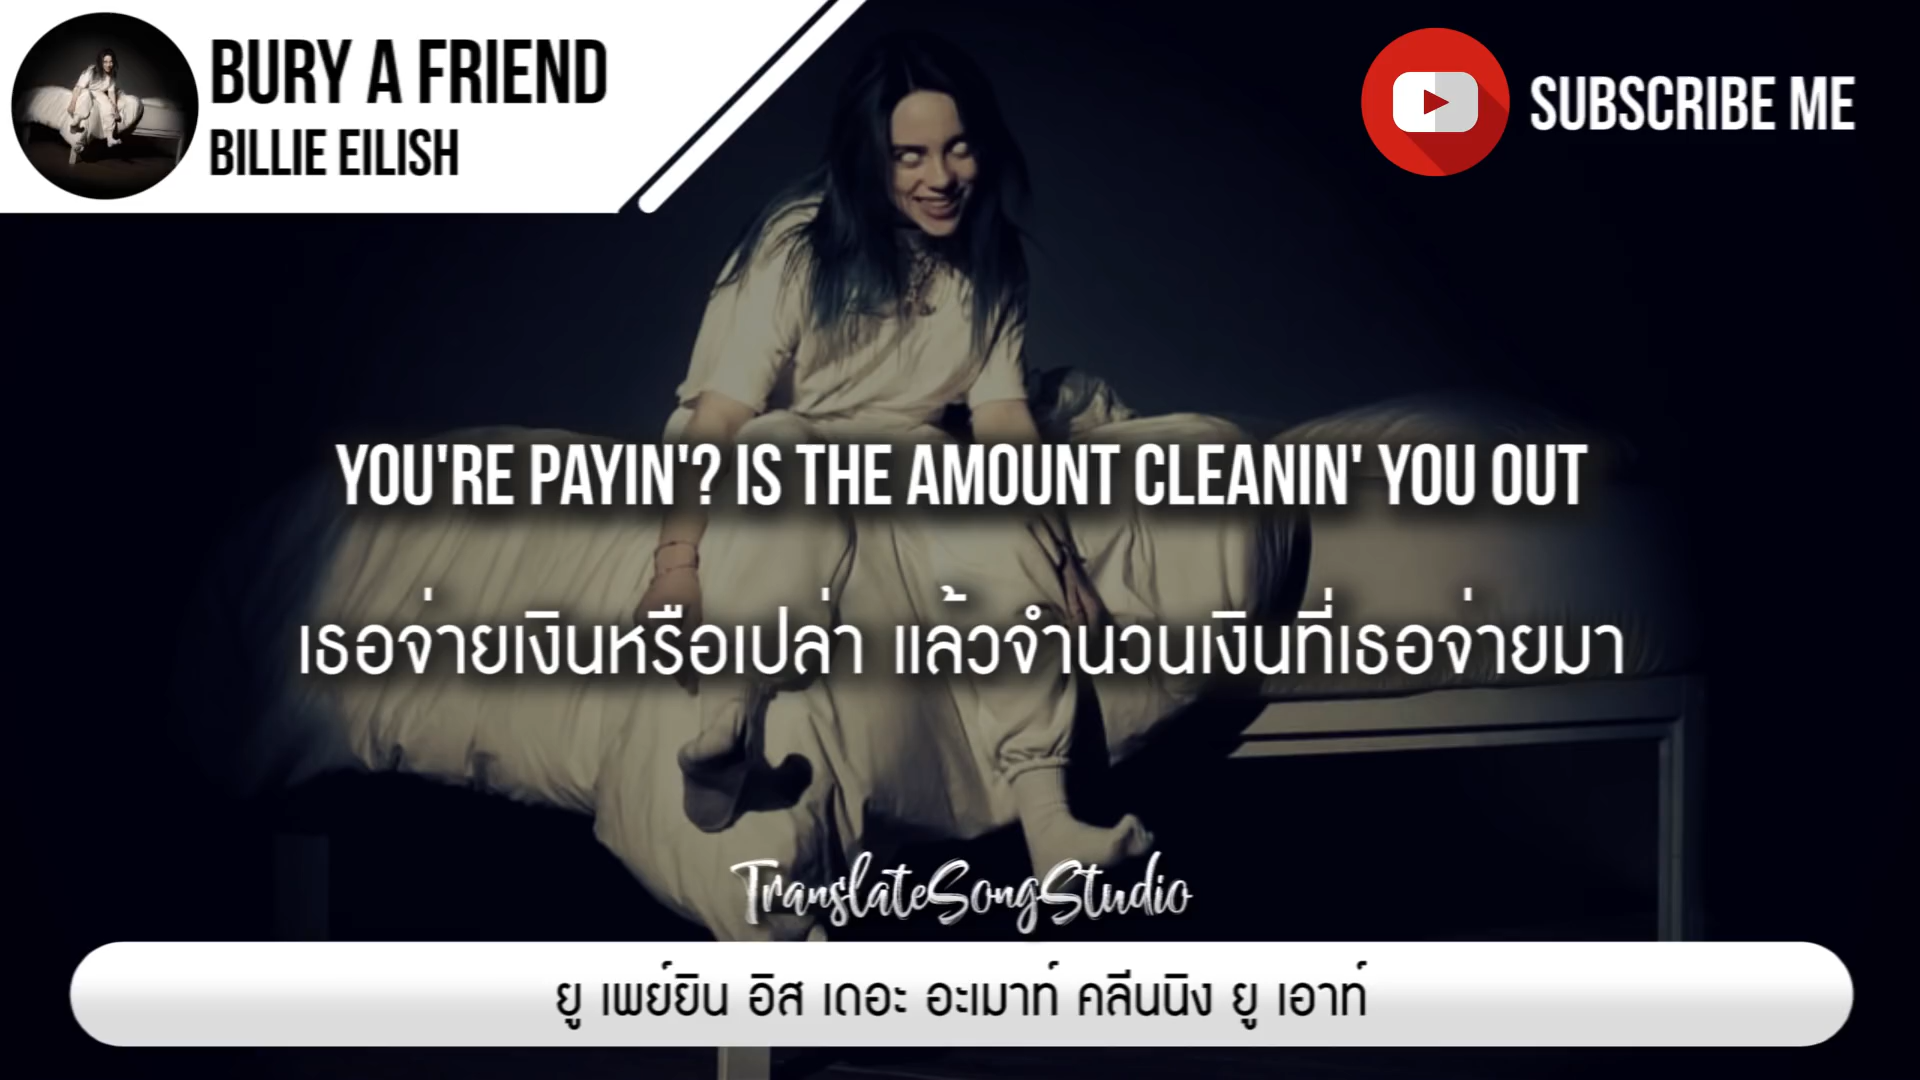 BURY A FRIEND
BILLIE EILISH
SUBSCRIBE ME
YOU'RE PAYIN'? IS THE AMOUNT CLEANIN' YOU OUT
เธอจ่ายเงินหรือเปล่า แล้วจำนวนเงินที่เธอจ่ายมา
TranslateSongStudio
ยู เพย์ยิน อิส เดอะ อะเมาท์ คลีนนิง ยู เอาท์